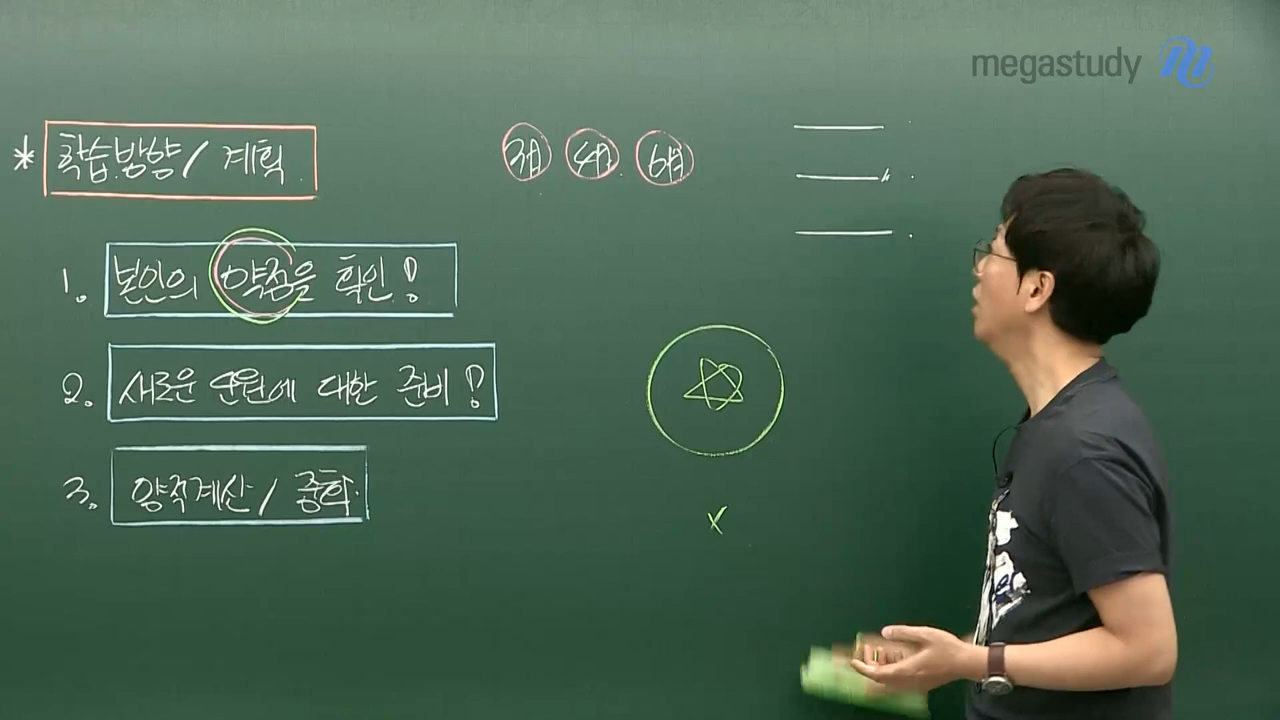 megastudy
* 학습방향 / 계획
3월 4월 6월
1. 본인의 약점을 확인!
2. 새로운 단원에 대한 준비!
3. 양적계산 / 중화
x